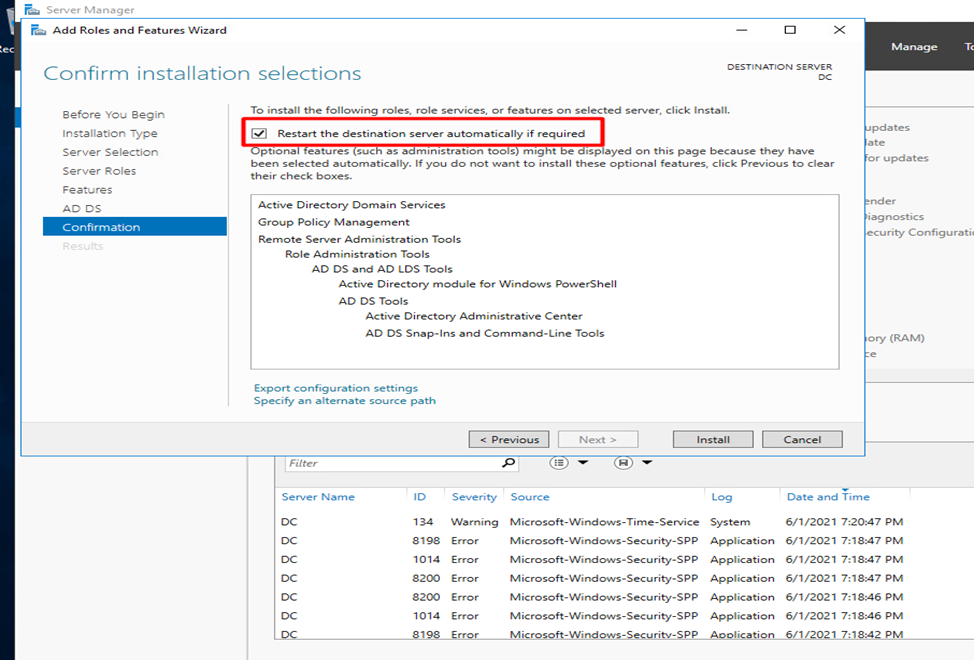 Server Manager
Add Roles and Features Wizard
Manage
Confirm installation selections
DESTINATION SERVER
DC
Before You Begin
Installation Type
Server Selection
Server Roles
Features
AD DS
Confirmation
Results
To install the following roles, role services, or features on selected server, click Install.
Restart the destination server automatically if required
Optional features (such as administration tools) might be displayed on this page because they have
been selected automatically. If you do not want to install these optional features, click Previous to clear
their check boxes.
Active Directory Domain Services
Group Policy Management
Remote Server Administration Tools
Role Administration Tools
AD DS and AD LDS Tools
Active Directory module for Windows PowerShell
AD DS Tools
Active Directory Administrative Center
AD DS Snap-Ins and Command-Line Tools
Export configuration settings
Specify an alternate source path
< Previous
Next >
Install
Cancel
updates
for updates
ecurity Configurati
(RAM)
Filter
Server Name ID Severity Source Log Date and Time
DC 134 Warning Microsoft-Windows-Time-Service System 6/1/2021 7:20:47 PM
DC 8198 Error Microsoft-Windows-Security-SPP Application 6/1/2021 7:18:47 PM
DC 1014 Error Microsoft-Windows-Security-SPP Application 6/1/2021 7:18:47 PM
DC 8200 Error Microsoft-Windows-Security-SPP Application 6/1/2021 7:18:47 PM
DC 8200 Error Microsoft-Windows-Security-SPP Application 6/1/2021 7:18:46 PM
DC 1014 Error Microsoft-Windows-Security-SPP Application 6/1/2021 7:18:46 PM
DC 8198 Error Microsoft-Windows-Security-SPP Application 6/1/2021 7:18:42 PM